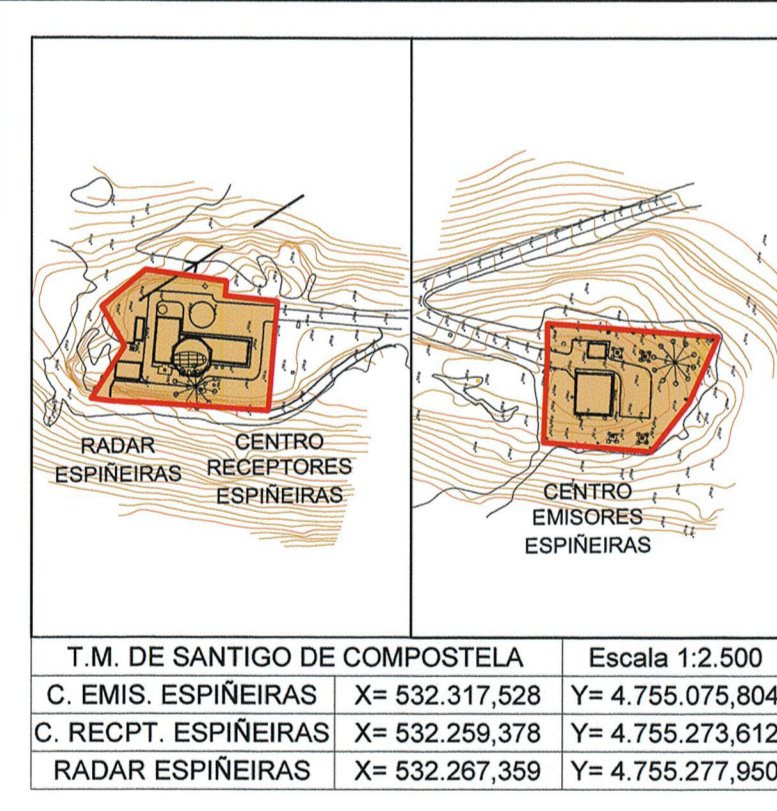 RADAR
ESPIÑEIRAS
CENTRO
RECEPTORES
ESPIÑEIRAS
CENTRO
EMISORES
ESPIÑEIRAS
T.M. DE SANTIGO DE COMPOSTELA Escala 1:2.500
C. EMIS. ESPIÑEIRAS X= 532.317,528 Y= 4.755.075,804
C. RECPT. ESPIÑEIRAS X= 532.259,378 Y= 4.755.273,612
RADAR ESPIÑEIRAS X= 532.267,359 Y= 4.755.277,950